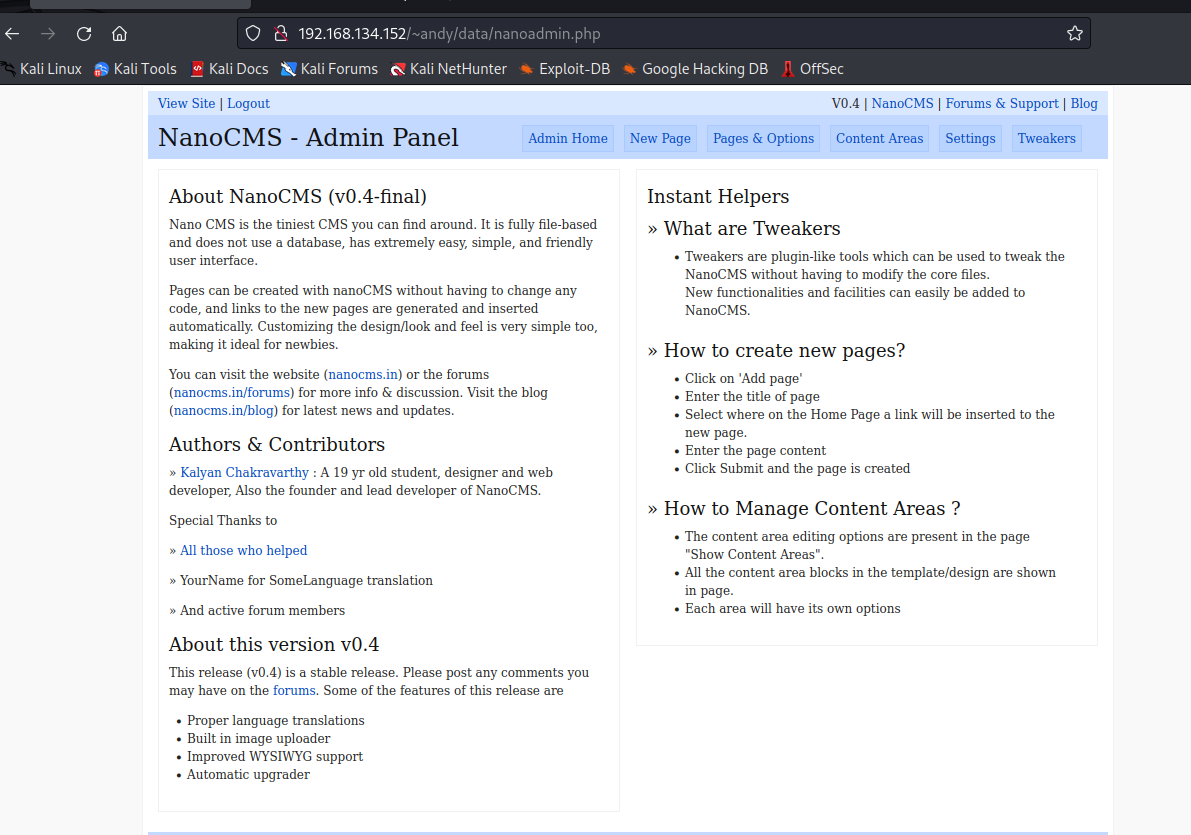 192.168.134.152/~andy/data/nanoadmin.php
Kali Linux Kali Tools Kali Docs Kali Forums Kali NetHunter Exploit-DB Google Hacking DB OffSec
View Site | Logout
V0.4 | NanoCMS | Forums & Support | Blog
NanoCMS - Admin Panel
Admin Home New Page Pages & Options Content Areas Settings Tweakers
About NanoCMS (v0.4-final)
Nano CMS is the tiniest CMS you can find around. It is fully file-based
and does not use a database, has extremely easy, simple, and friendly
user interface.
Pages can be created with nanoCMS without having to change any
code, and links to the new pages are generated and inserted
automatically. Customizing the design/look and feel is very simple too,
making it ideal for newbies.
You can visit the website (nanocms.in) or the forums
(nanocms.in/forums) for more info & discussion. Visit the blog
(nanocms.in/blog) for latest news and updates.
Authors & Contributors
» Kalyan Chakravarthy : A 19 yr old student, designer and web
developer, Also the founder and lead developer of NanoCMS.
Special Thanks to
» All those who helped
» YourName for SomeLanguage translation
» And active forum members
About this version v0.4
This release (v0.4) is a stable release. Please post any comments you
may have on the forums. Some of the features of this release are
• Proper language translations
• Built in image uploader
• Improved WYSIWYG support
• Automatic upgrader
Instant Helpers
» What are Tweakers
• Tweakers are plugin-like tools which can be used to tweak the
NanoCMS without having to modify the core files.
New functionalities and facilities can easily be added to
NanoCMS.
» How to create new pages?
• Click on 'Add page'
• Enter the title of page
• Select where on the Home Page a link will be inserted to the
new page.
• Enter the page content
• Click Submit and the page is created
» How to Manage Content Areas ?
• The content area editing options are present in the page
"Show Content Areas".
• All the content area blocks in the template/design are shown
in page.
• Each area will have its own options